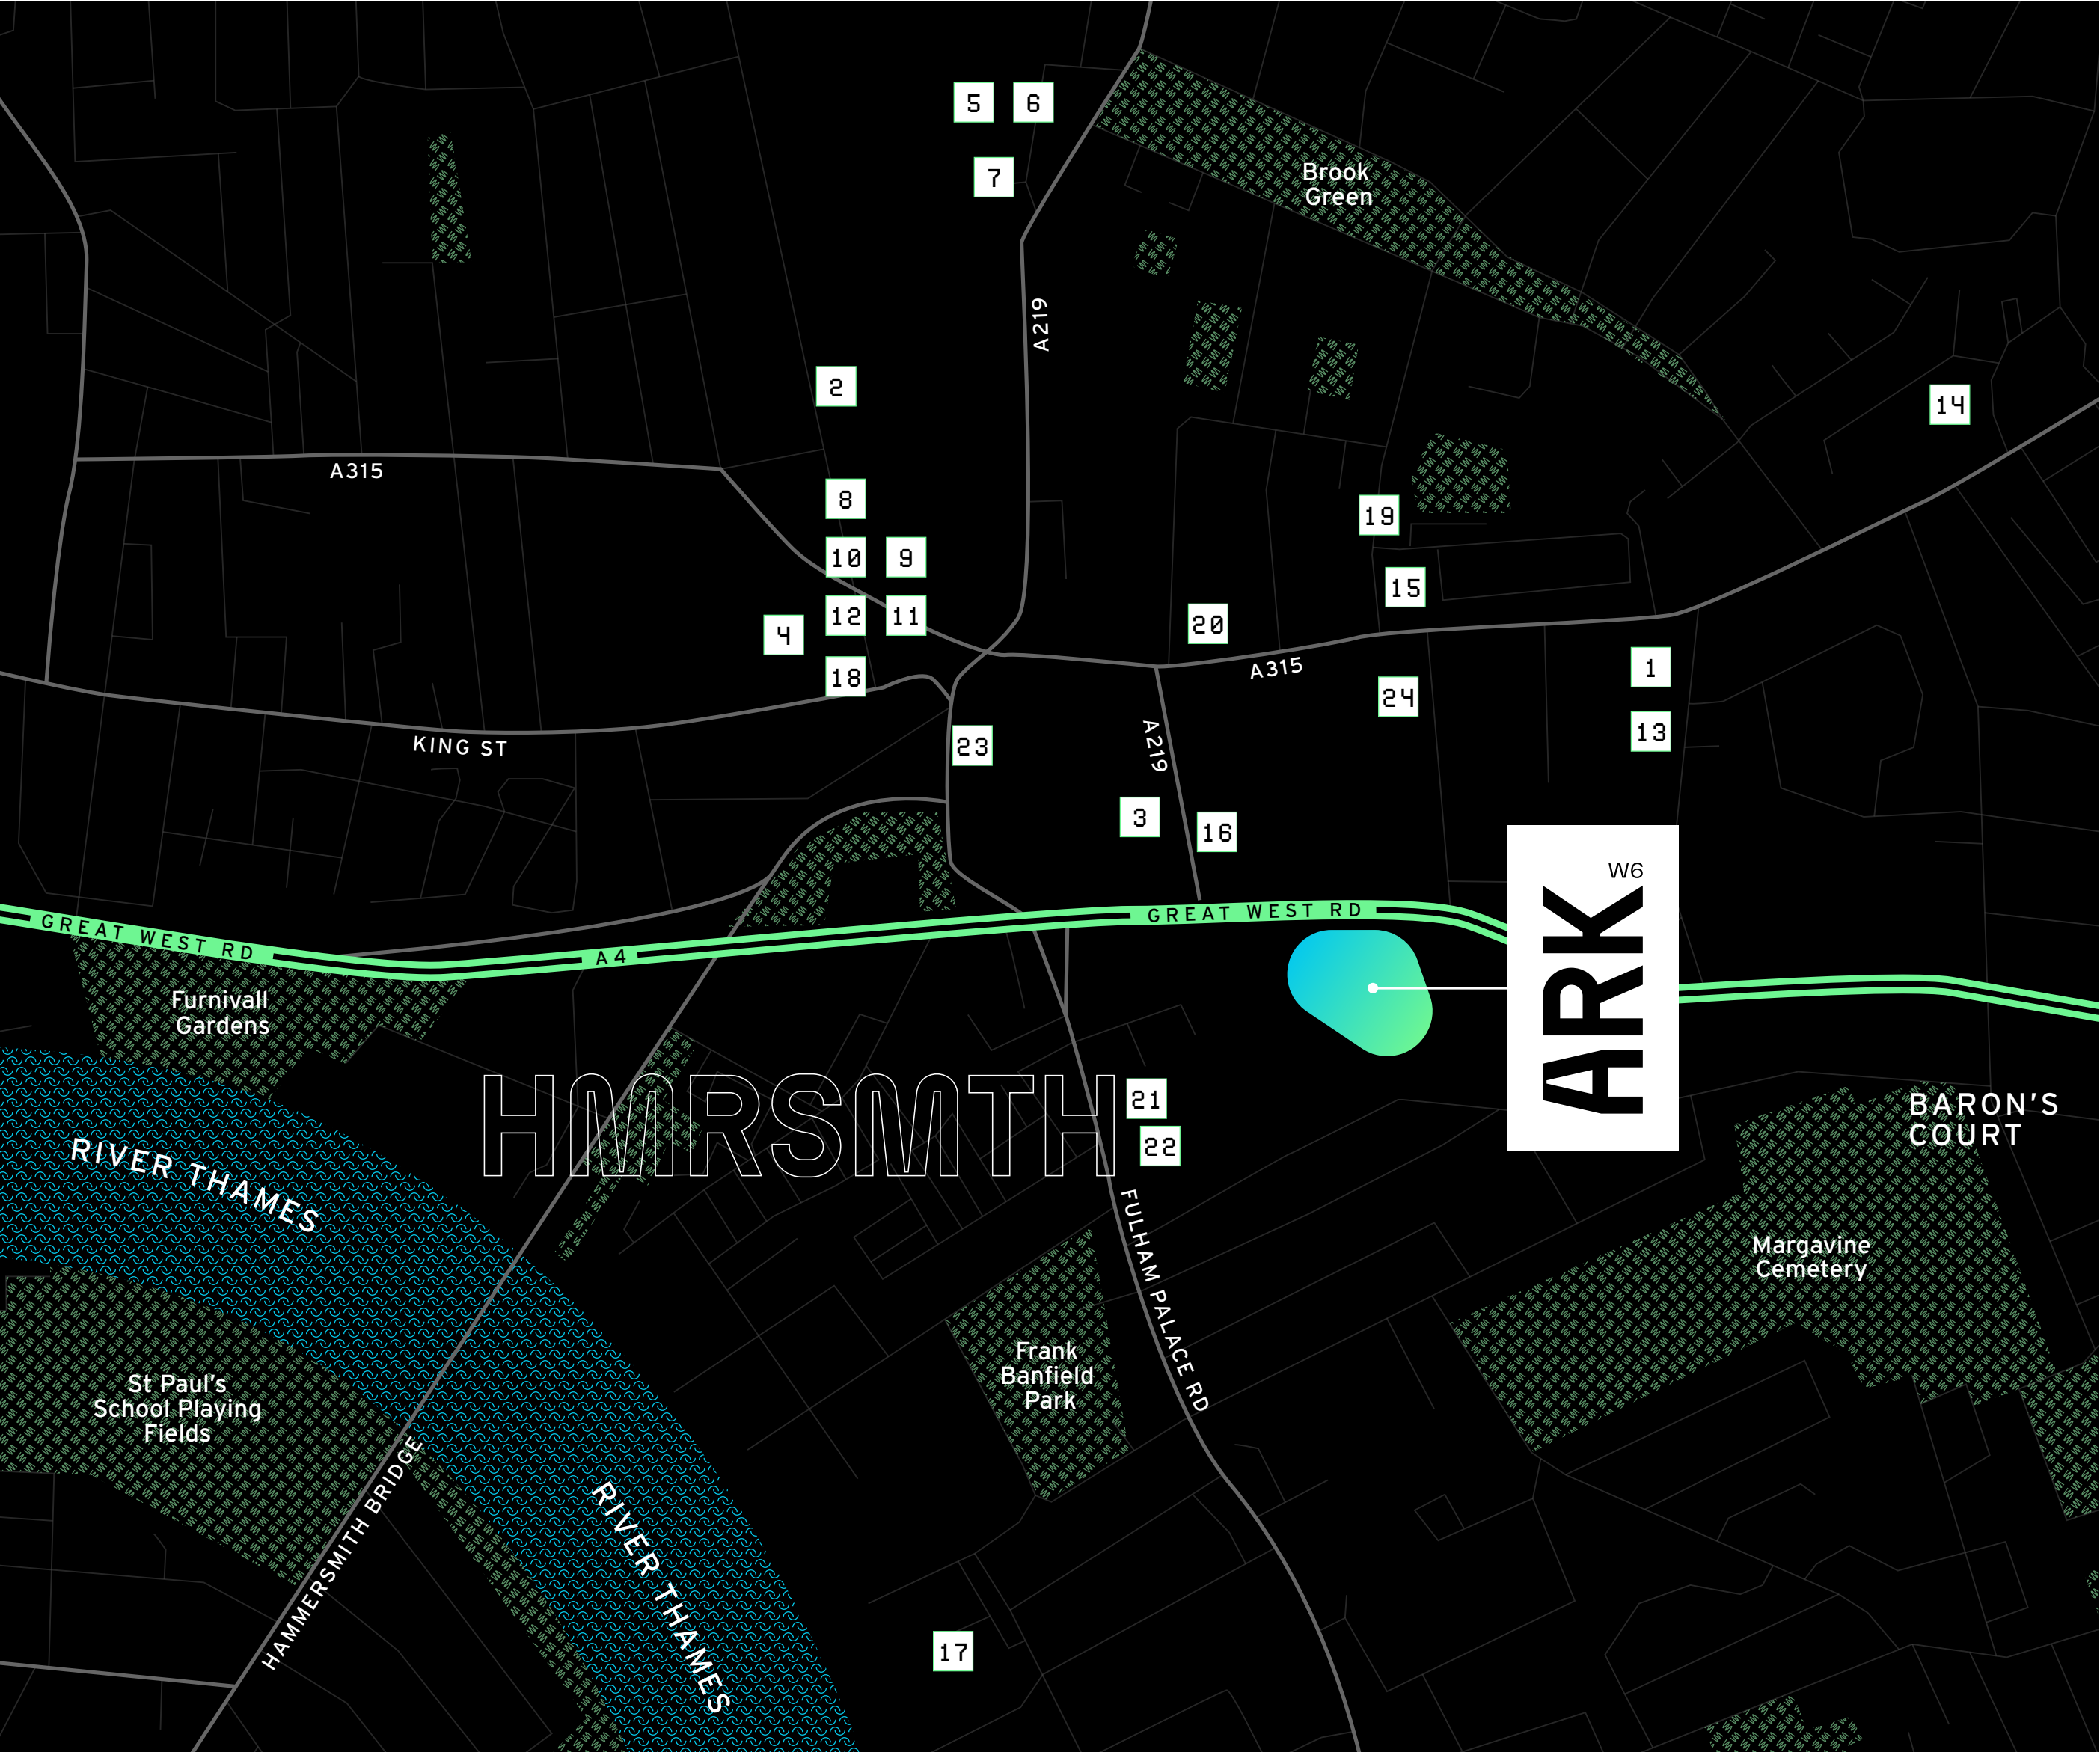 5
6
7
Brook
Green
A219
2
14
A315
8
19
10
9
15
12
11
4
20
18
A315
1
24
13
23
KING ST
A219
3
16
W6
ARK
GREAT WEST RD
GREAT WEST RD
A4
Furnivall
Gardens
HMRSMTH
21
22
BARON'S
COURT
RIVER THAMES
FULHAM PALACE RD
Margavine
Cemetery
Frank
Banfield
Park
St Paul's
School Playing
Fields
HAMMERSMITH BRIDGE
RIVER THAMES
17